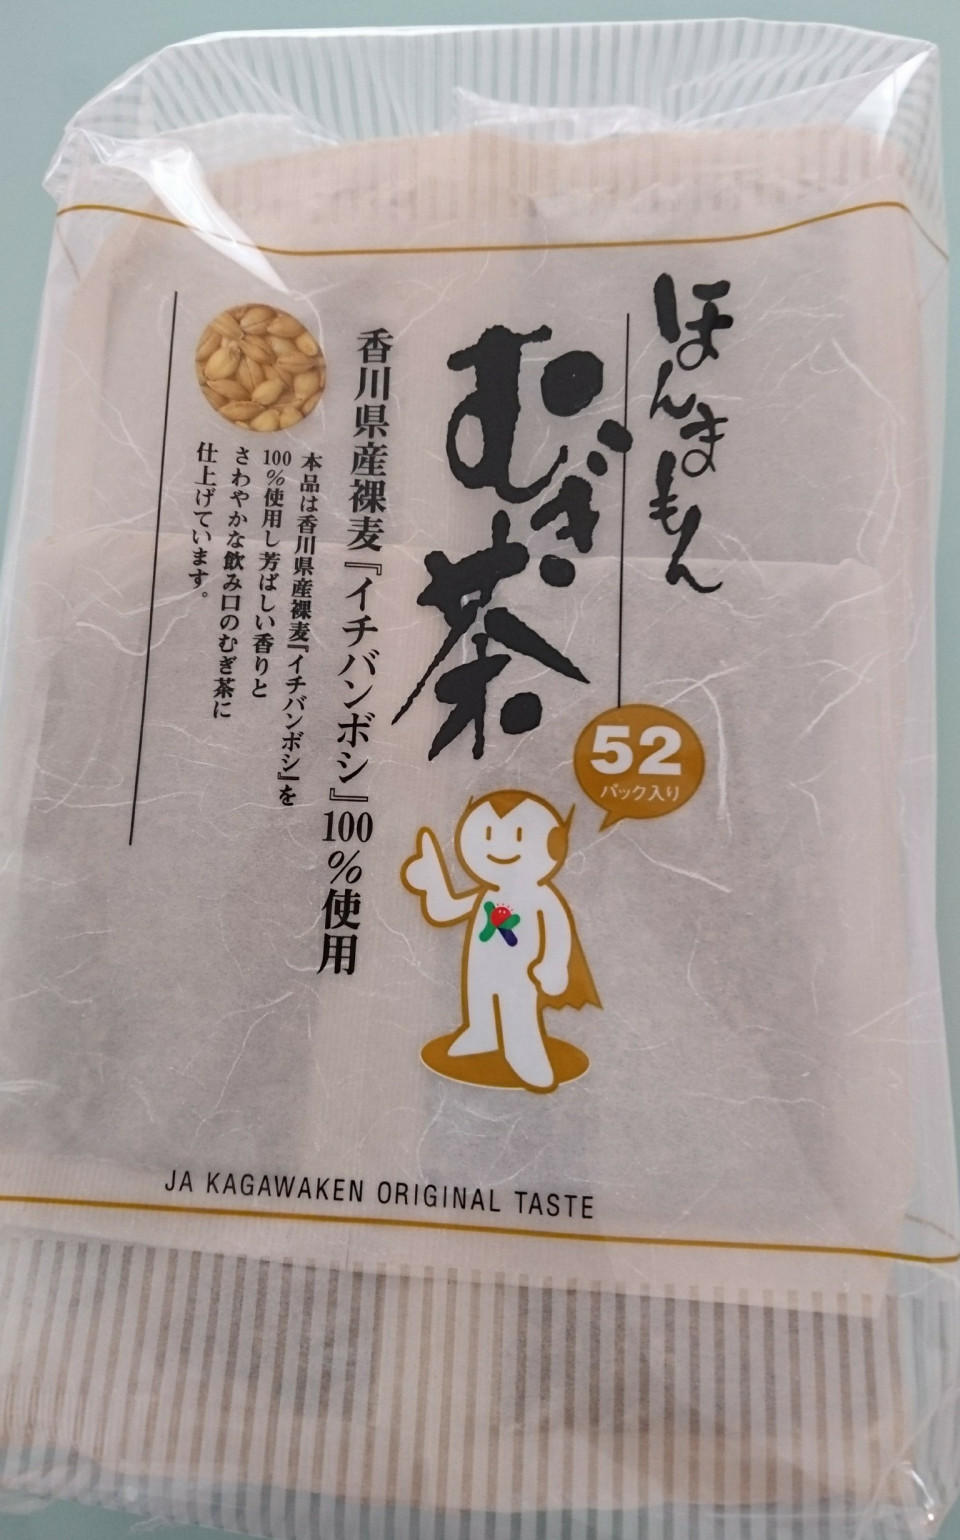 ほんまもん
むぎ茶
香川県産裸麦『イチバンボシ』100%使用
本品は香川県産裸麦『イチバンボシ』を
100%使用し芳ばしい香りと
さわやかな飲み口のむぎ茶に
仕上げています。
52
パック入り
JA KAGAWAKEN ORIGINAL TASTE